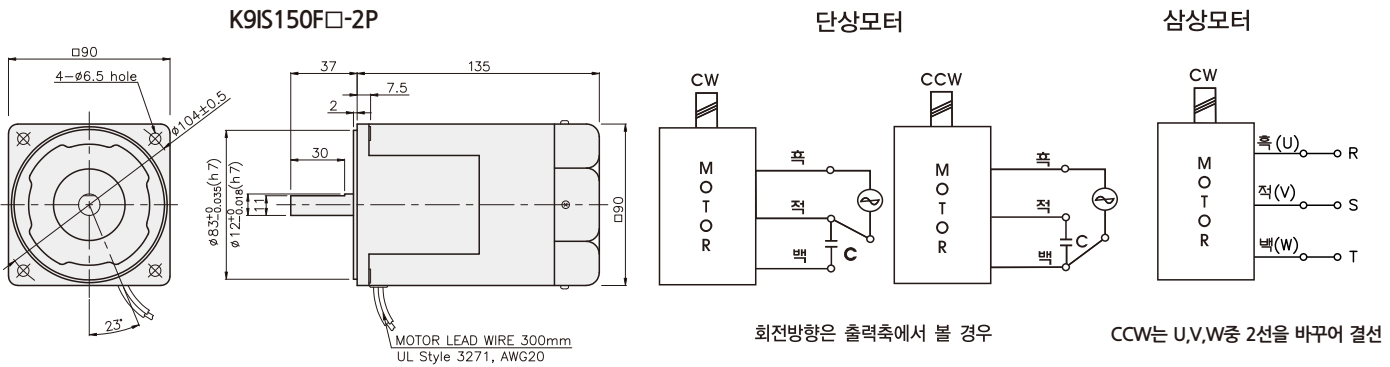 K9IS150F□-2P
□90
4-ø6.5 hole
ø104±0.5
23°
37
135
7.5
2
30
ø83+0 -0.035(h7)
ø12+0 -0.018(h7)
11
□90
MOTOR LEAD WIRE 300mm
UL Style 3271, AWG20
단상모터
CW
MOTOR
흑
적
백
C
CCW
MOTOR
흑
적
백
C
회전방향은 출력축에서 볼 경우
삼상모터
CW
MOTOR
흑(U)
R
적(V)
S
백(W)
T
CCW는 U,V,W중 2선을 바꾸어 결선